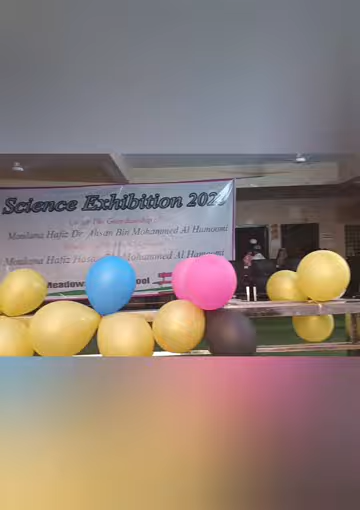 Science Exhibition 202
Under The Guardianship
Moulana Hafiz Dr. Ahsan Bin Mohammed Al Humoomi
Moulana Hafiz Bin Mohammed Al Humoomi
Meadow ool